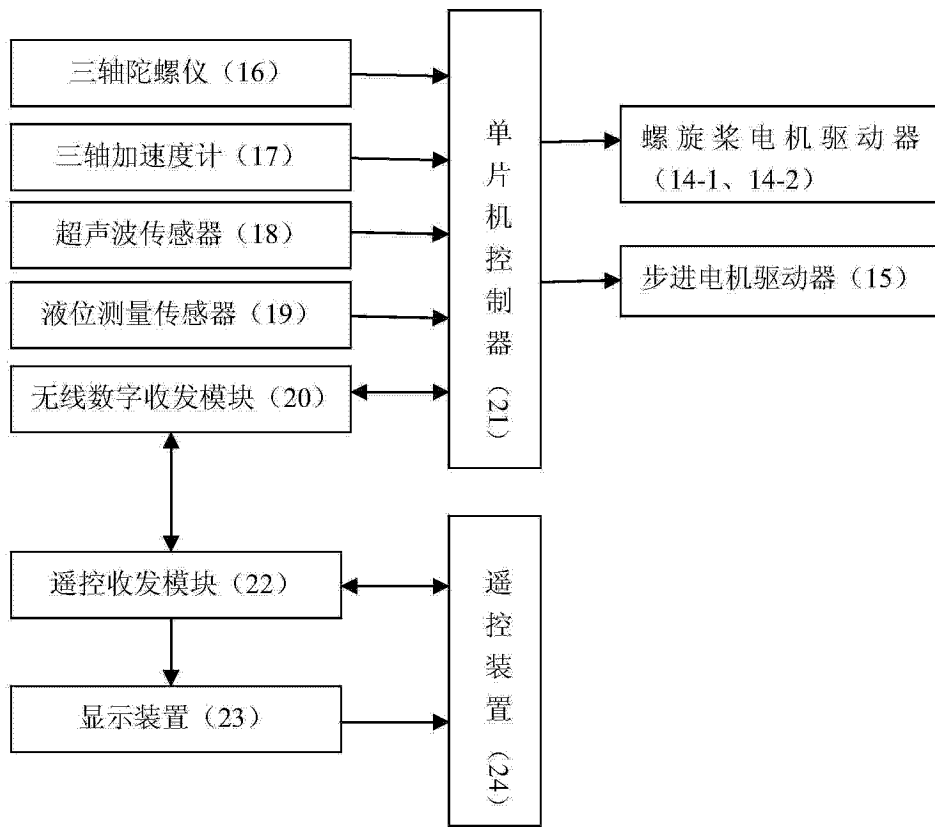 三轴陀螺仪（16）
三轴加速度计（17）
超声波传感器（18）
液位测量传感器（19）
无线数字收发模块（20）
单片机控制器（21）
螺旋桨电机驱动器
（14-1、14-2）
步进电机驱动器（15）
遥控收发模块（22）
显示装置（23）
遥控装置（24）